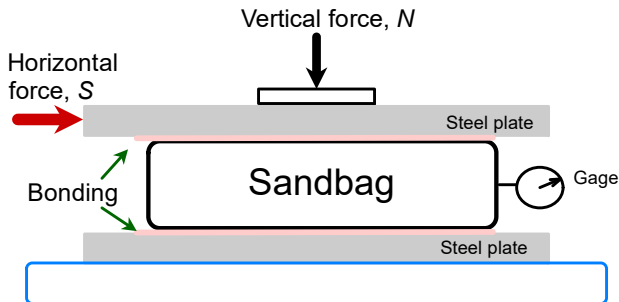 Vertical force, N
Horizontal
force, S
Steel plate
Bonding
Sandbag
Gage
Steel plate